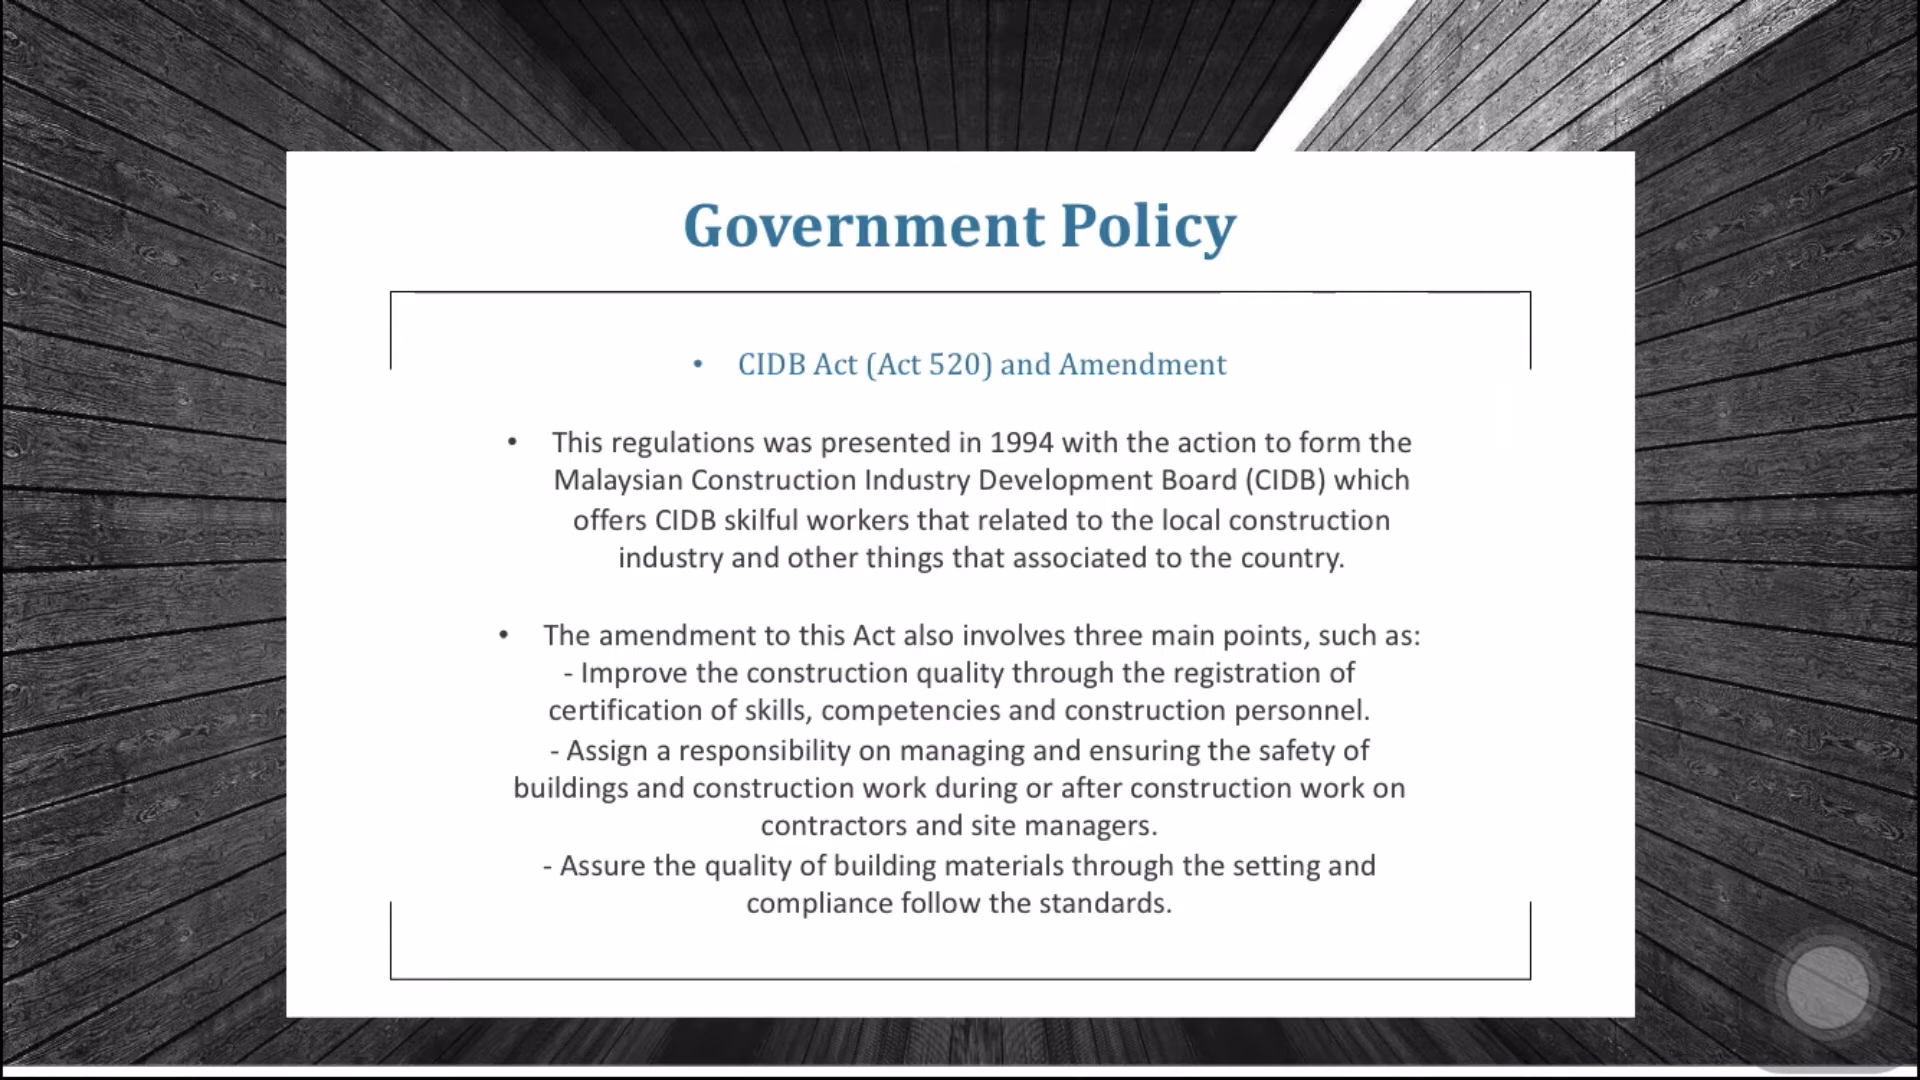 Government Policy
• CIDB Act (Act 520) and Amendment
• This regulations was presented in 1994 with the action to form the
Malaysian Construction Industry Development Board (CIDB) which
offers CIDB skilful workers that related to the local construction
industry and other things that associated to the country.
• The amendment to this Act also involves three main points, such as:
- Improve the construction quality through the registration of
certification of skills, competencies and construction personnel.
- Assign a responsibility on managing and ensuring the safety of
buildings and construction work during or after construction work on
contractors and site managers.
- Assure the quality of building materials through the setting and
compliance follow the standards.